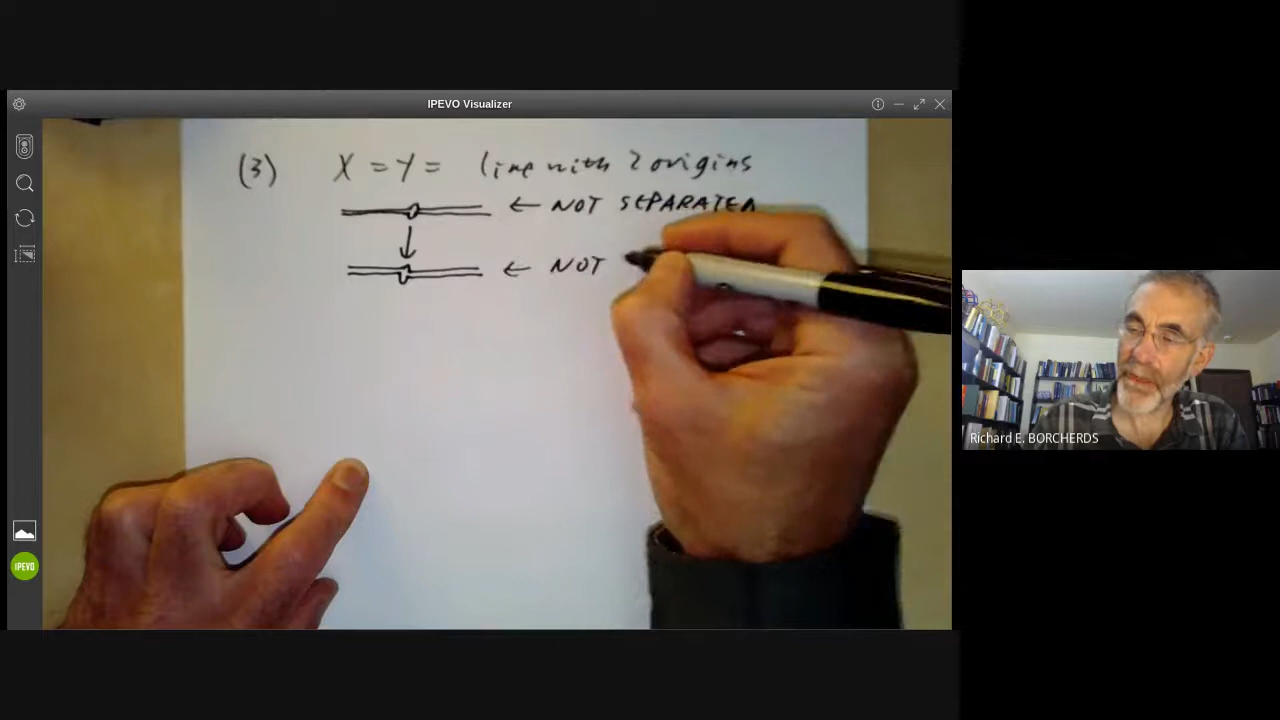 IPEVO Visualizer
(3) X = Y = line with 2 origins
← NOT SEPARATED
↓
← NOT
Richard E. BORCHERDS
IPEVO